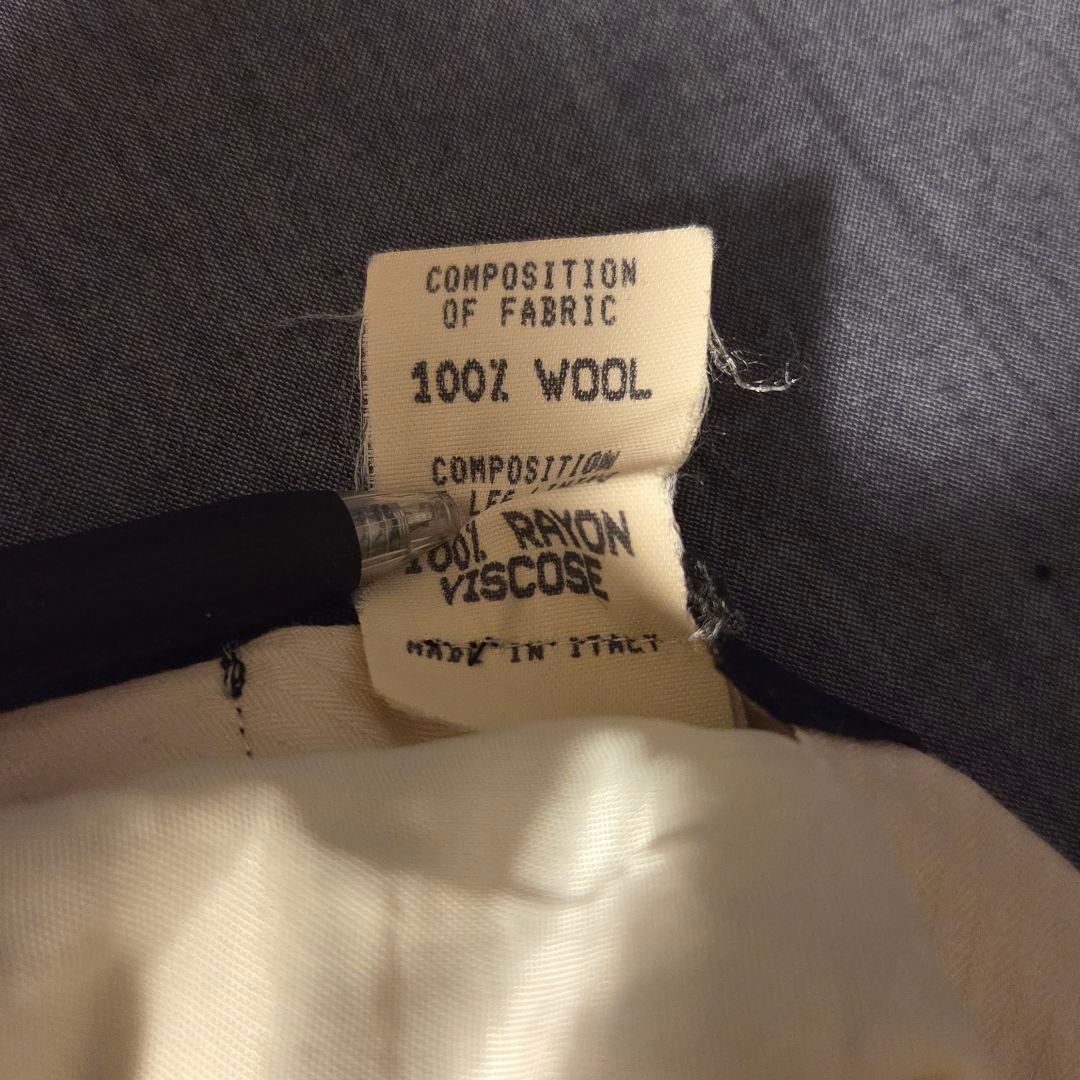 COMPOSITION
OF FABRIC
100% WOOL
COMPOSITION
100% RAYON
VISCOSE
MADE IN ITALY